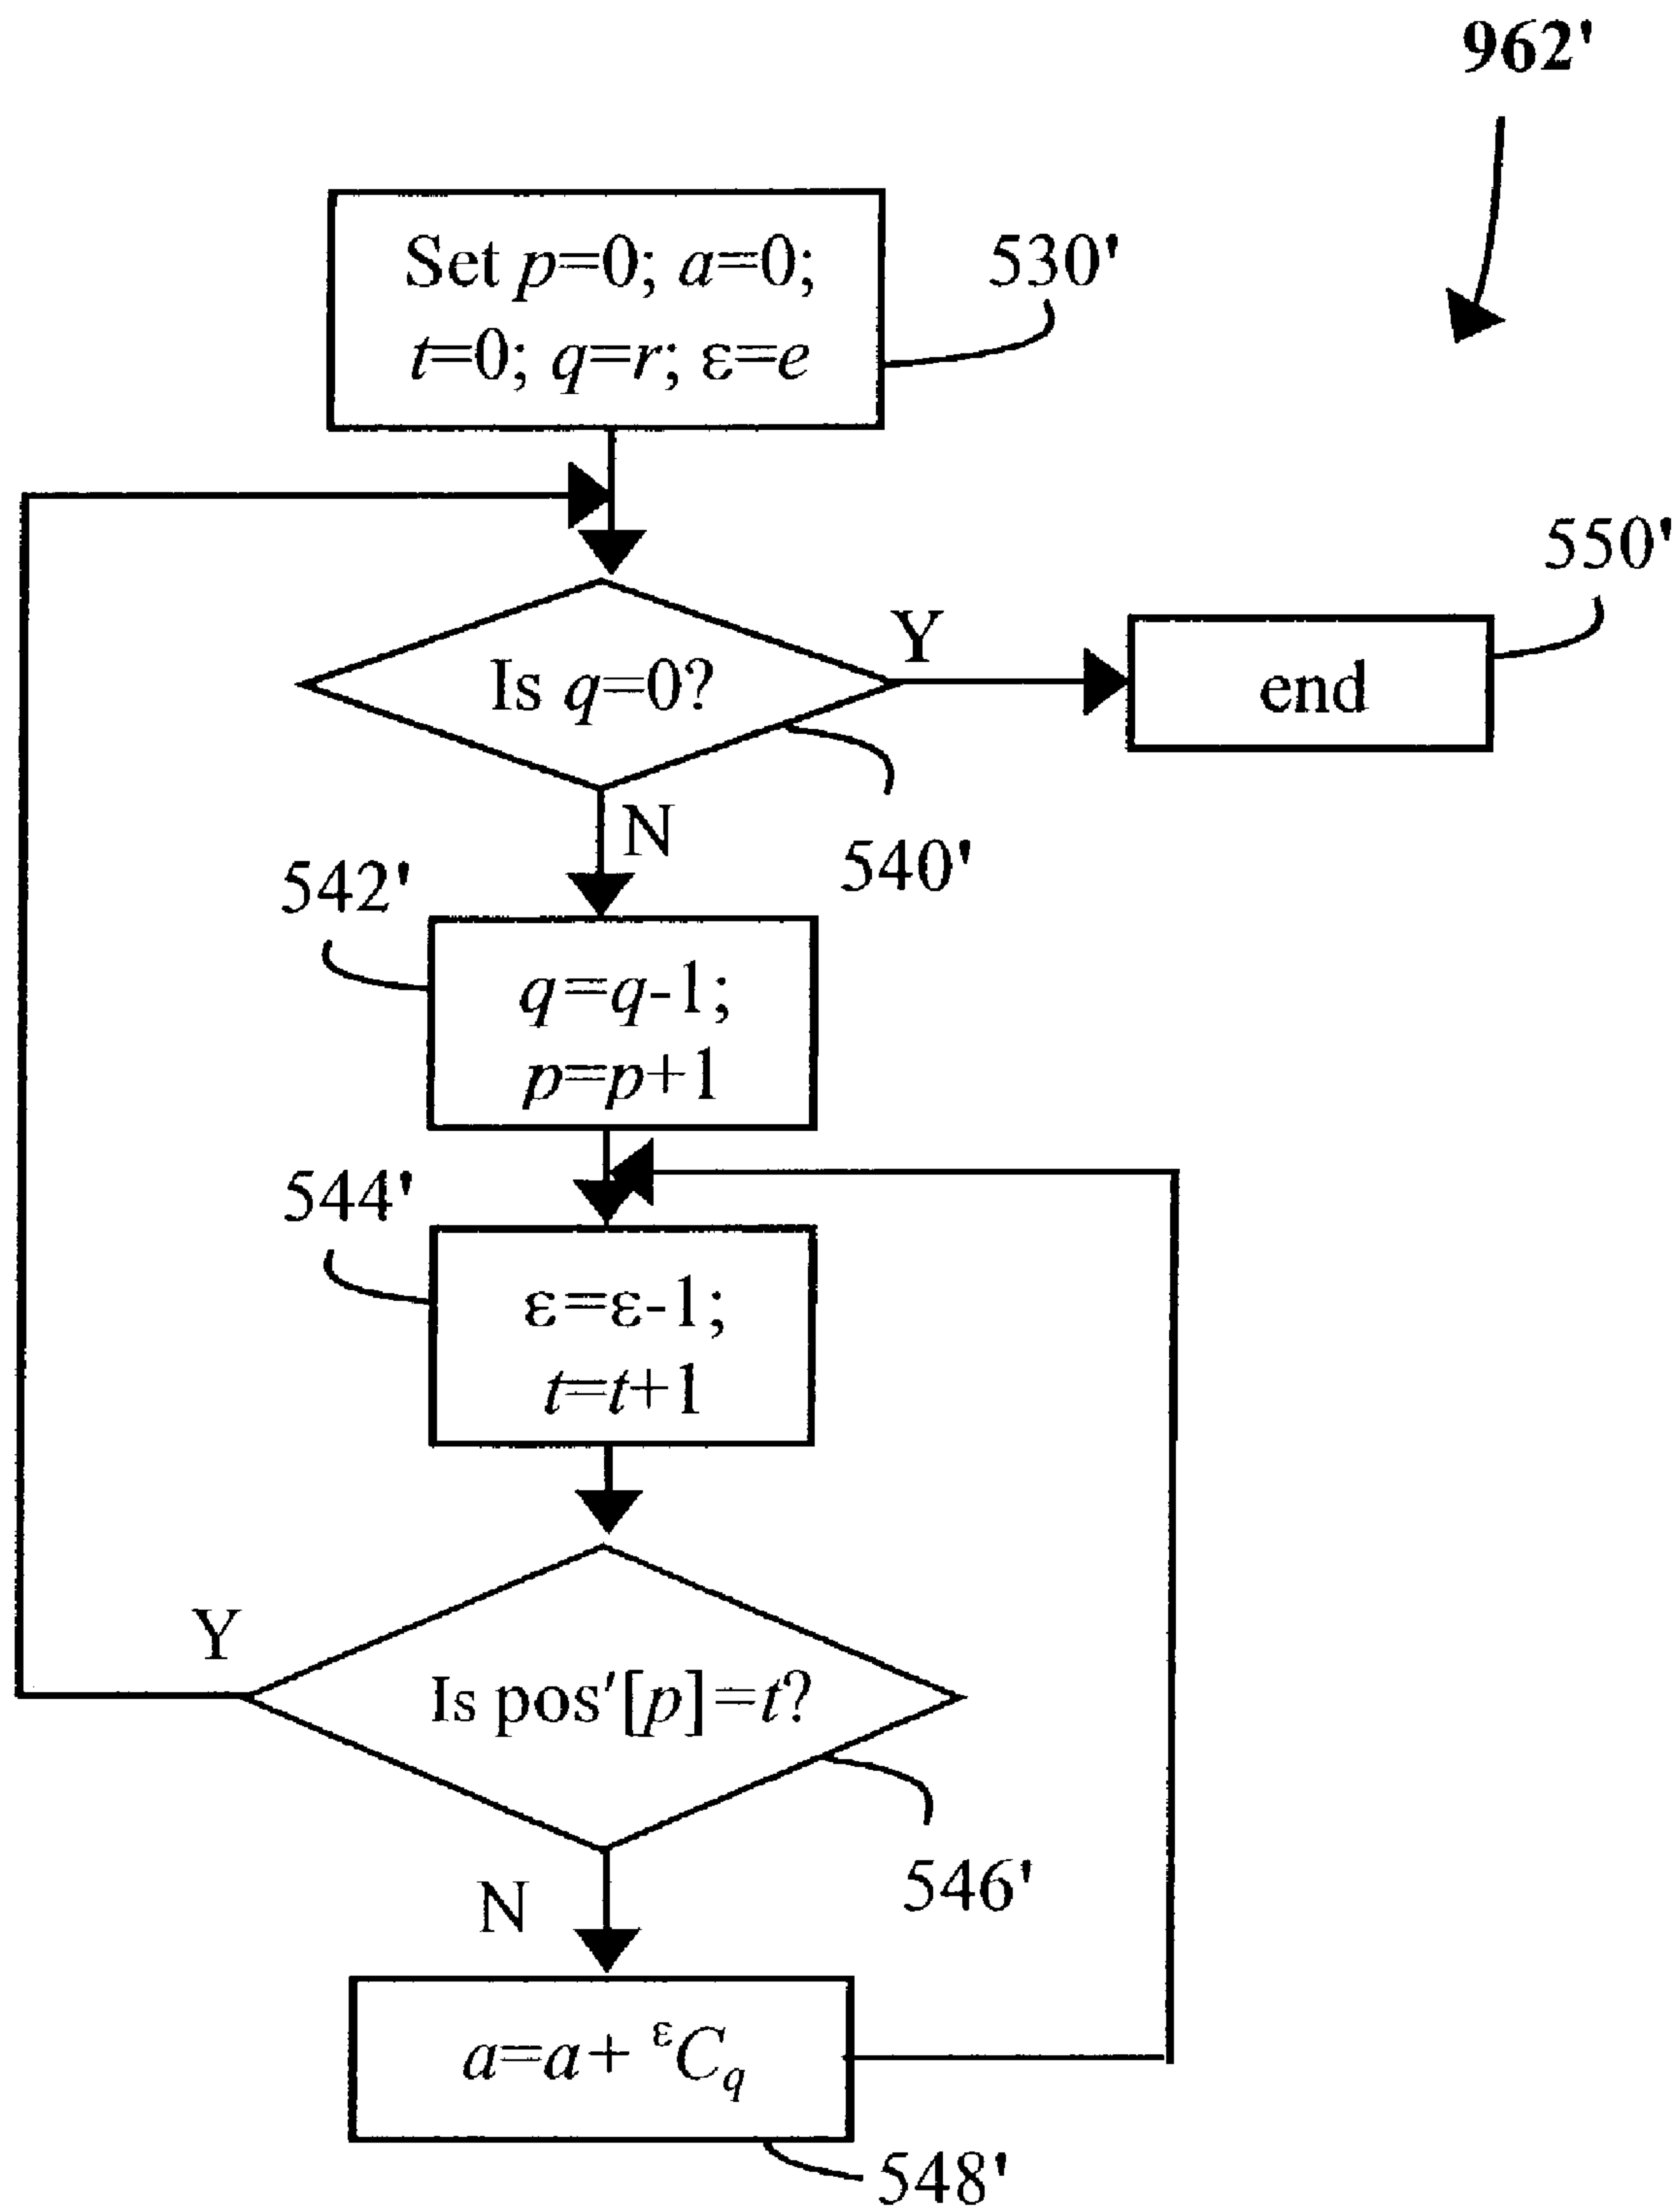 962'
Set p=0; a=0;
t=0; q=r; ε=e
530'
550'
Is q=0?
Y
end
N
540'
542'
q=q-1;
p=p+1
544'
ε=ε-1;
t=t+1
Y
Is pos'[p]=t?
546'
N
a=a+ εCq
548'